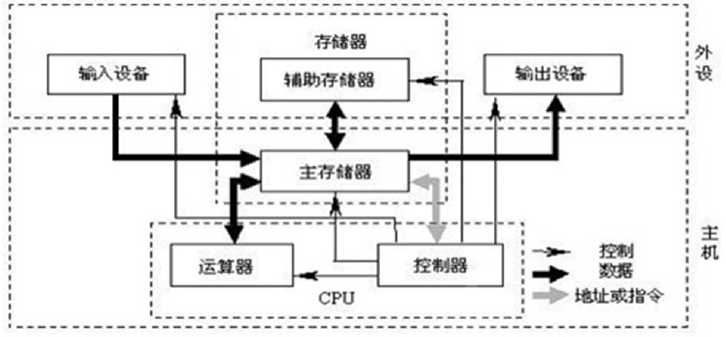 存储器
输入设备
辅助存储器
输出设备
外设
主存储器
运算器
控制器
CPU
主机
控制
数据
地址或指令